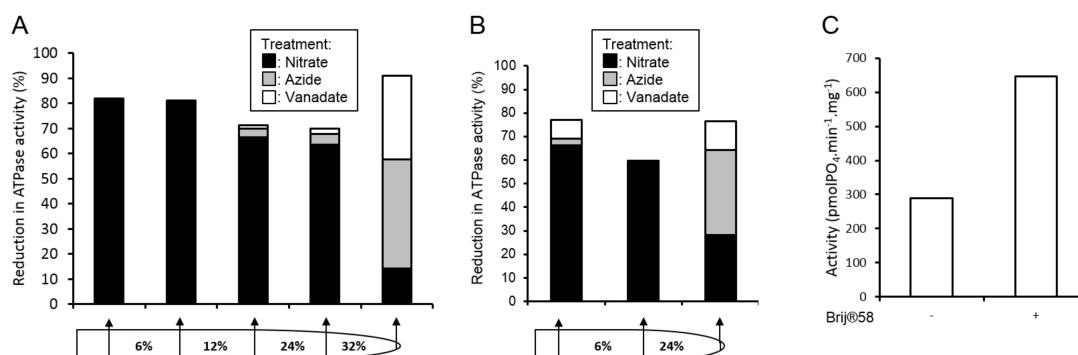 A
Reduction in ATPase activity (%)
100
90
80
70
60
50
40
30
20
10
0
Treatment:
: Nitrate
: Azide
: Vanadate
6%
12%
24%
32%
B
Reduction in ATPase activity (%)
100
90
80
70
60
50
40
30
20
10
0
Treatment:
: Nitrate
: Azide
: Vanadate
6%
24%
C
Activity (pmolPO₄.min⁻¹.mg⁻¹)
700
600
500
400
300
200
100
0
Brij®58 - +